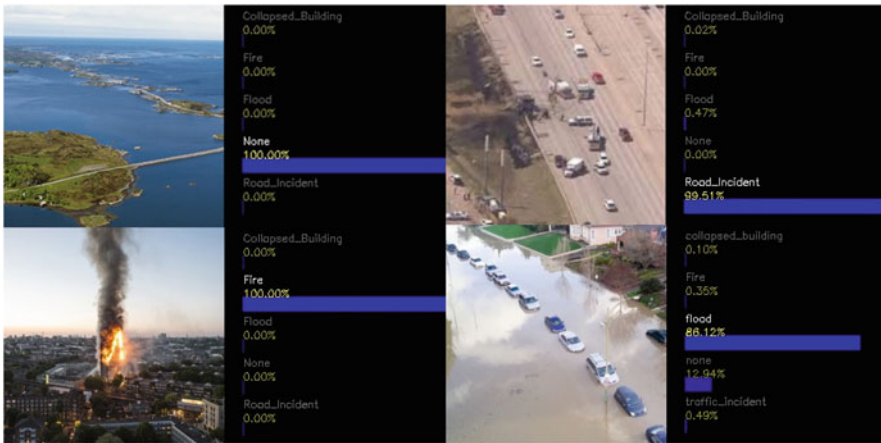 Collapsed_Building
0.00%
Fire
0.00%
Flood
0.00%
None
100.00%
Road_Incident
0.00%
Collapsed_Building
0.02%
Fire
0.00%
Flood
0.47%
None
0.00%
Road_Incident
99.51%
Collapsed_Building
0.00%
Fire
100.00%
Flood
0.00%
None
0.00%
Road_Incident
0.00%
collapsed_building
0.10%
Fire
0.35%
flood
86.12%
none
12.94%
traffic_incident
0.49%